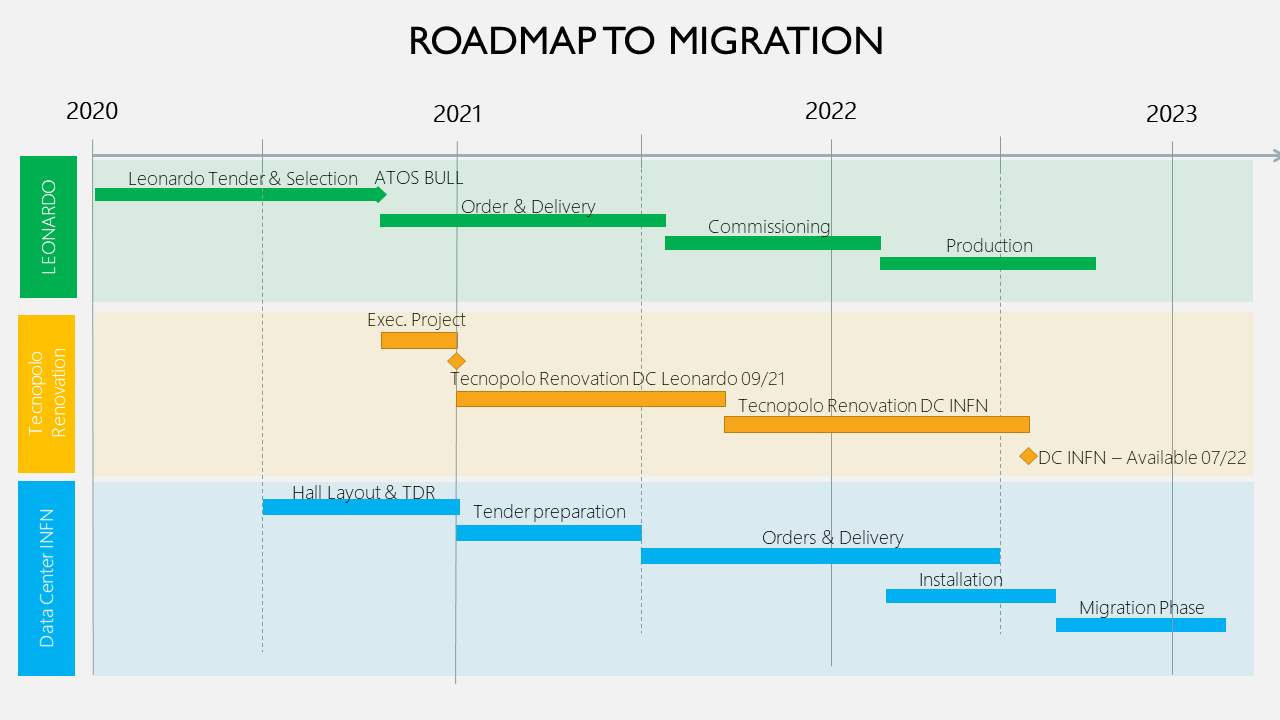 ROADMAP TO MIGRATION
2020
2021
2022
2023
LEONARDO
Leonardo Tender & Selection
ATOS BULL
Order & Delivery
Commissioning
Production
Tecnopolo
Renovation
Exec. Project
Tecnopolo Renovation DC Leonardo 09/21
Tecnopolo Renovation DC INFN
DC INFN – Available 07/22
Data Center INFN
Hall Layout & TDR
Tender preparation
Orders & Delivery
Installation
Migration Phase